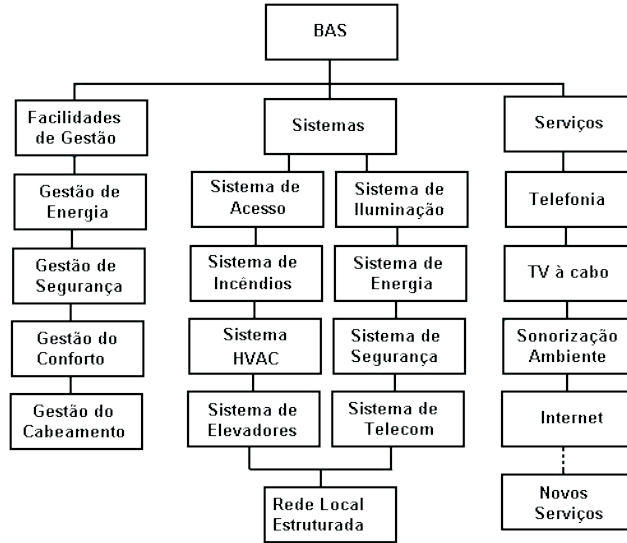 BAS
Facilidades
de Gestão
Sistemas
Serviços
Gestão de
Energia
Sistema de
Acesso
Sistema de
Iluminação
Telefonia
Gestão de
Segurança
Sistema de
Incêndios
Sistema de
Energia
TV à cabo
Gestão do
Conforto
Sistema
HVAC
Sistema de
Segurança
Sonorização
Ambiente
Gestão do
Cabeamento
Sistema de
Elevadores
Sistema de
Telecom
Internet
Rede Local
Estruturada
Novos
Serviços